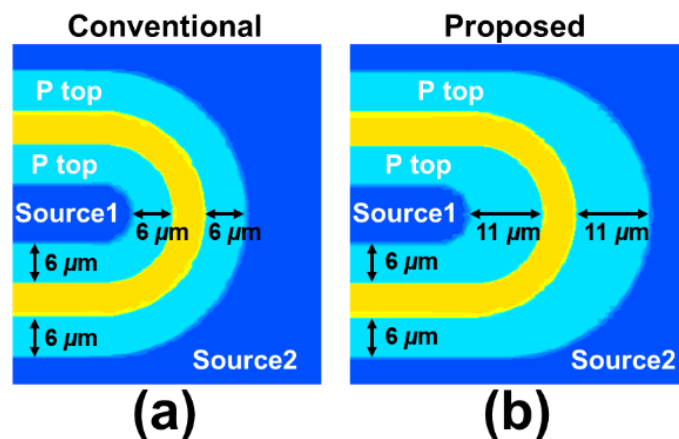 Conventional
P top
P top
Source1
6 µm
6 µm
6 µm
6 µm
Source2
(a)
Proposed
P top
P top
Source1
11 µm
11 µm
6 µm
6 µm
Source2
(b)